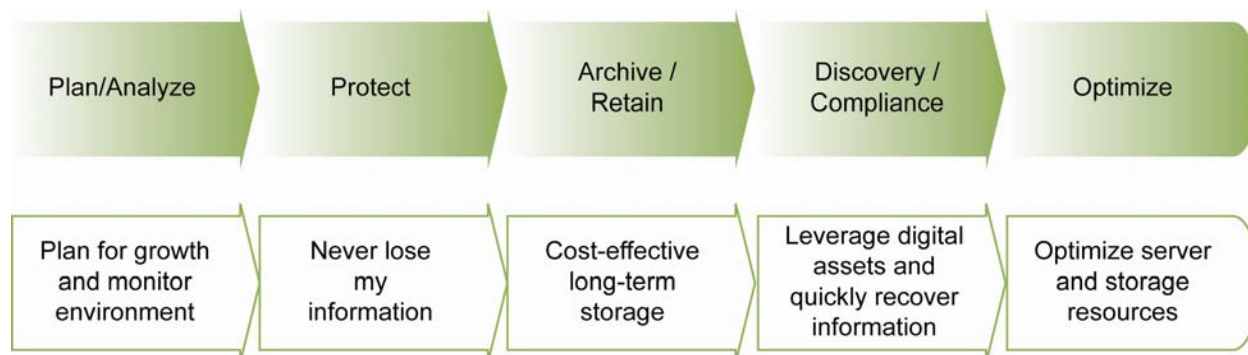 Plan/Analyze
Protect
Archive /
Retain
Discovery /
Compliance
Optimize
Plan for growth
and monitor
environment
Never lose
my
information
Cost-effective
long-term
storage
Leverage digital
assets and
quickly recover
information
Optimize server
and storage
resources